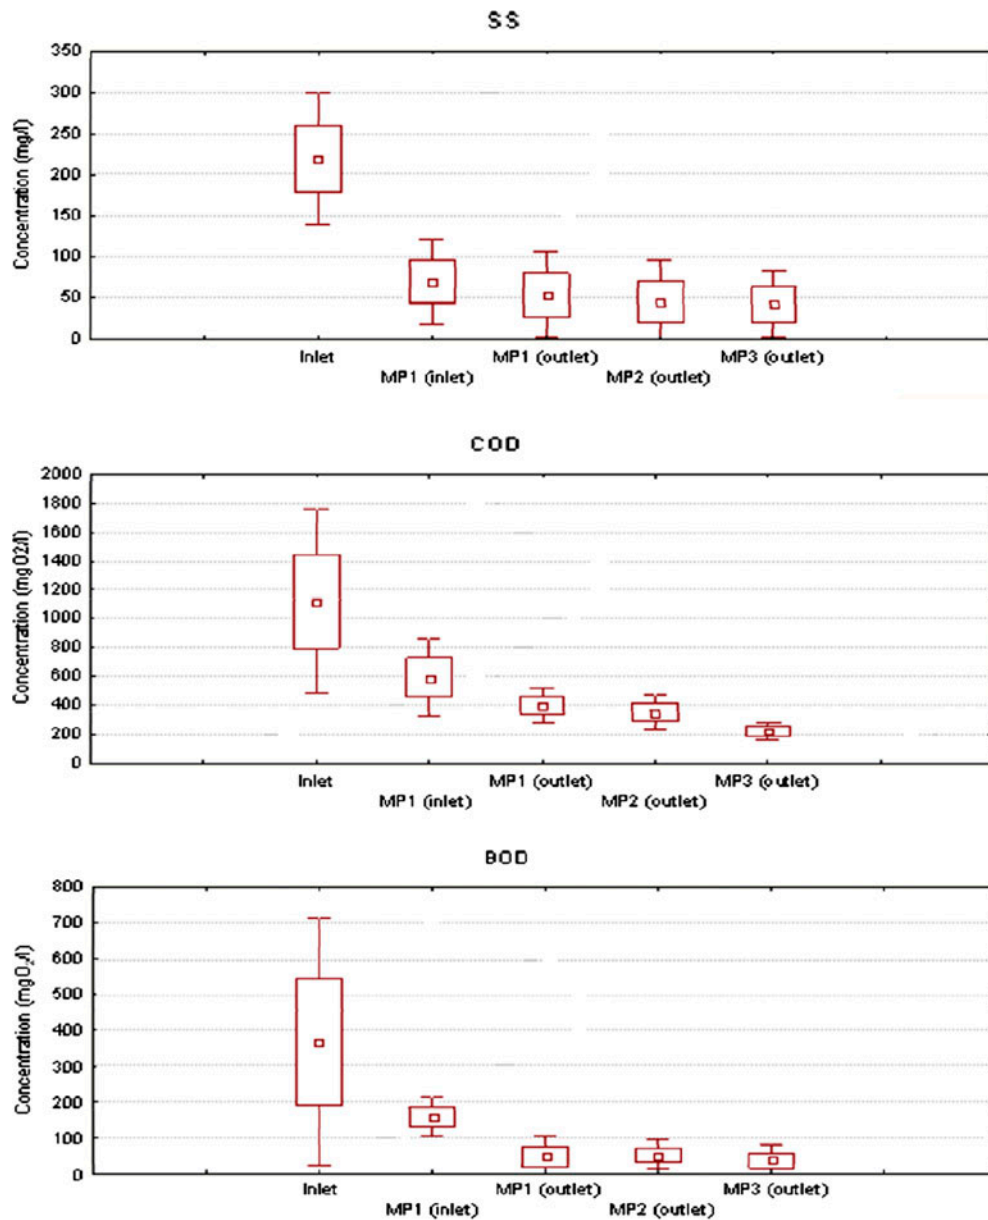 SS
Concentration (mg/l)
350
300
250
200
150
100
50
0
Inlet
MP1 (inlet)
MP1 (outlet)
MP2 (outlet)
MP3 (outlet)
COD
Concentration (mgO2/l)
2000
1800
1600
1400
1200
1000
800
600
400
200
0
Inlet
MP1 (inlet)
MP1 (outlet)
MP2 (outlet)
MP3 (outlet)
BOD
Concentration (mgO₂/l)
800
700
600
500
400
300
200
100
0
Inlet
MP1 (inlet)
MP1 (outlet)
MP2 (outlet)
MP3 (outlet)